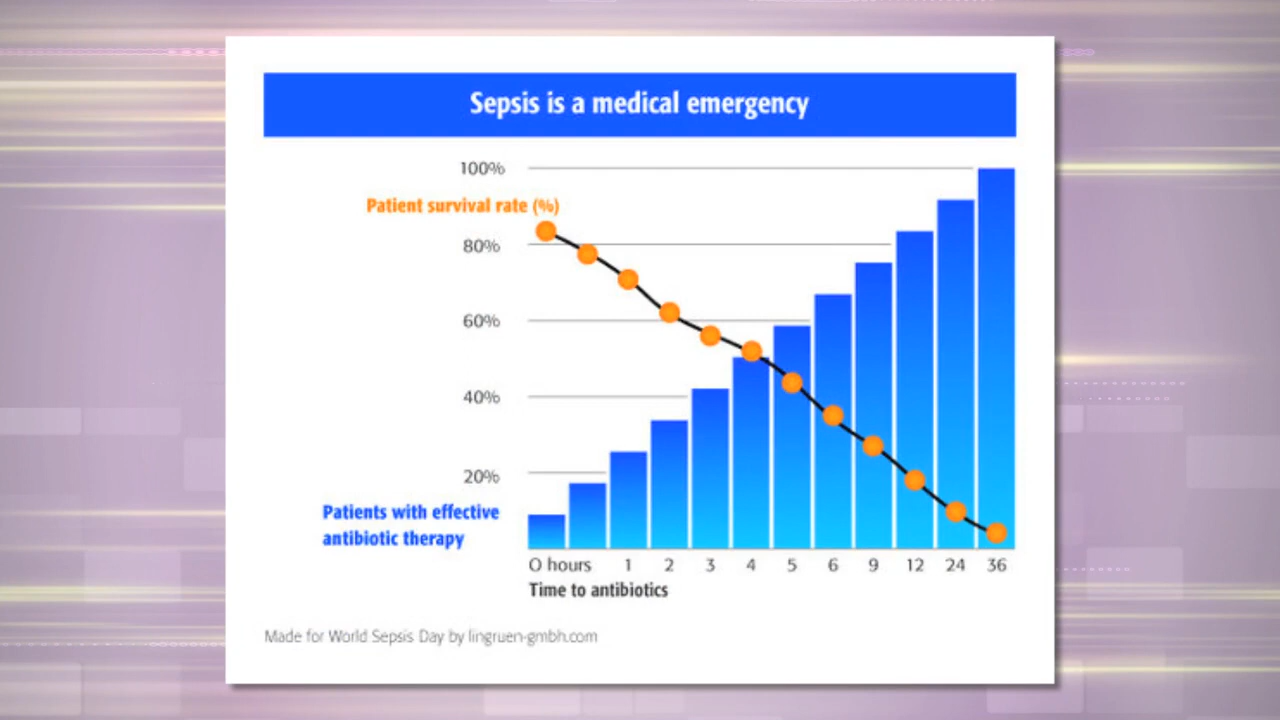 Sepsis is a medical emergency
100%
Patient survival rate (%)
80%
60%
40%
20%
Patients with effective
antibiotic therapy
0 hours 1 2 3 4 5 6 9 12 24 36
Time to antibiotics
Made for World Sepsis Day by lingruen-gmbh.com